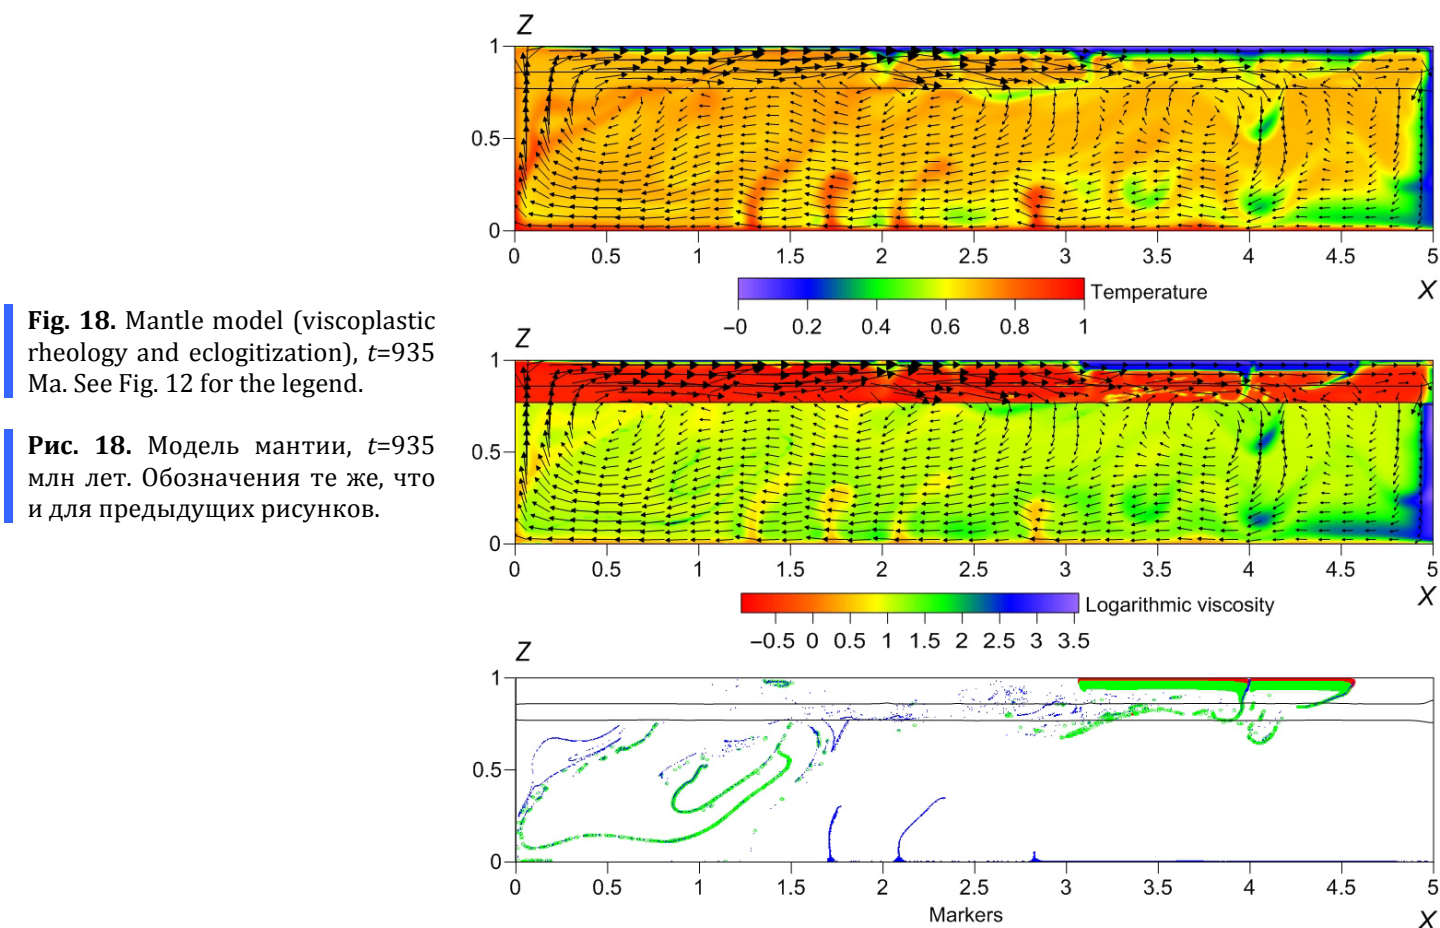 Fig. 18. Mantle model (viscoplastic
rheology and eclogitization), t=935
Ma. See Fig. 12 for the legend.
Рис. 18. Модель мантии, t=935
млн лет. Обозначения те же, что
и для предыдущих рисунков.
Z
1
0.5
0
0 0.5 1 1.5 2 2.5 3 3.5 4 4.5 5
X
Temperature
−0 0.2 0.4 0.6 0.8 1
1
0.5
0
0 0.5 1 1.5 2 2.5 3 3.5 4 4.5 5
X
Logarithmic viscosity
−0.5 0 0.5 1 1.5 2 2.5 3 3.5
Z
1
0.5
0
0 0.5 1 1.5 2 2.5 3 3.5 4 4.5 5
Markers
X